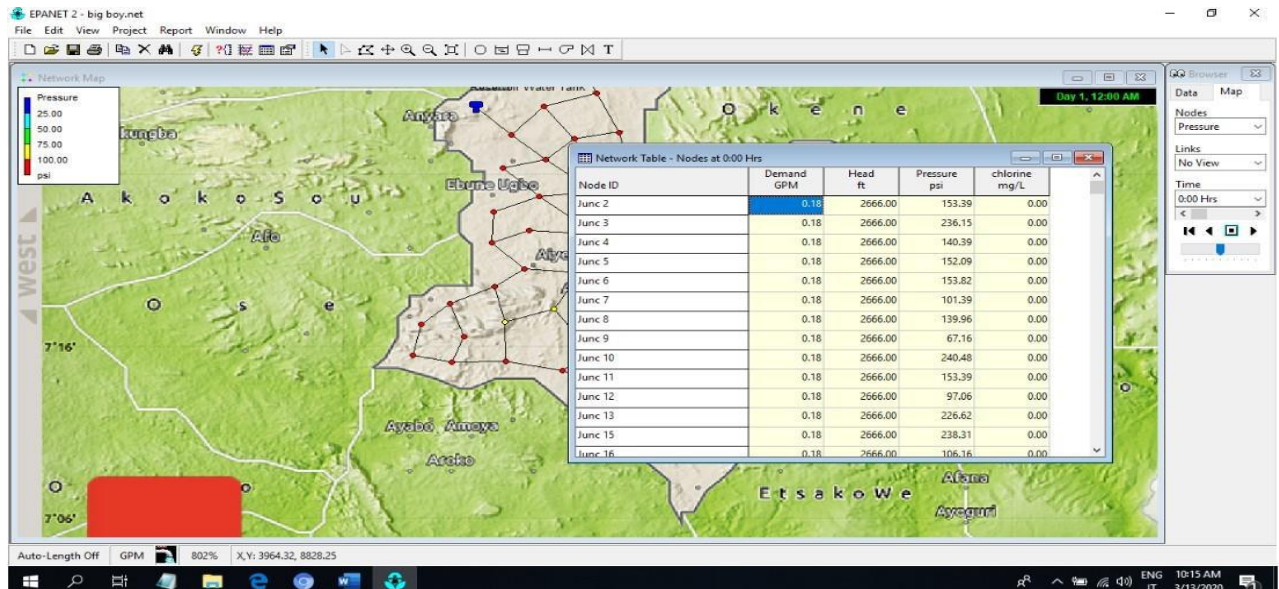 EPANET 2 - big boy.net
File Edit View Project Report Window Help
T
Network Map
Pressure
25.00
50.00
75.00
100.00
psi
Day 1, 12:00 AM
Water Tank
Anyara
Okene
Akoko So u
Ebune Ugbo
Afo
West
Ose
7°16'
Ayabo Amoya
Aroko
7°06'
Etsako We
Afana
Ayoguri
Network Table - Nodes at 0:00 Hrs
Node ID Demand GPM Head ft Pressure psi chlorine mg/L
Junc 2 0.18 2666.00 153.39 0.00
Junc 3 0.18 2666.00 236.15 0.00
Junc 4 0.18 2666.00 140.39 0.00
Junc 5 0.18 2666.00 152.09 0.00
Junc 6 0.18 2666.00 153.82 0.00
Junc 7 0.18 2666.00 101.39 0.00
Junc 8 0.18 2666.00 139.96 0.00
Junc 9 0.18 2666.00 67.16 0.00
Junc 10 0.18 2666.00 240.48 0.00
Junc 11 0.18 2666.00 153.39 0.00
Junc 12 0.18 2666.00 97.06 0.00
Junc 13 0.18 2666.00 226.62 0.00
Junc 15 0.18 2666.00 238.31 0.00
Junc 16 0.18 2666.00 106.16 0.00
Browser
Data Map
Nodes
Pressure
Links
No View
Time
0:00 Hrs
Auto-Length Off GPM 802% X,Y: 3964.32, 8828.25
ENG 10:15 AM
IT 3/13/2020